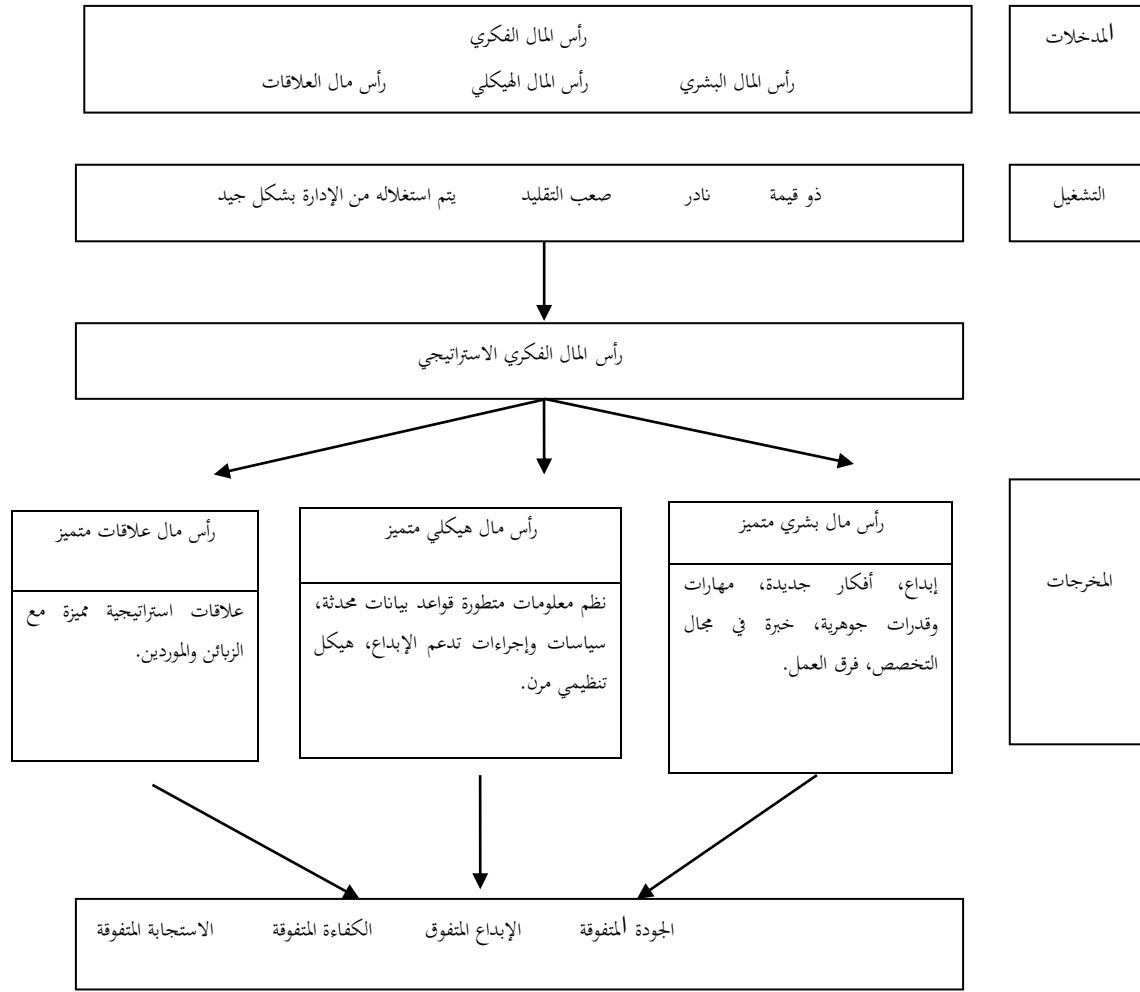 المدخلات
رأس المال الفكري
رأس المال البشري رأس المال الهيكلي رأس مال العلاقات
التشغيل
ذو قيمة نادر صعب التقليد يتم استغلاله من الإدارة بشكل جيد
رأس المال الفكري الاستراتيجي
المخرجات
رأس مال بشري متميز
إبداع، أفكار جديدة، مهارات
وقدرات جوهرية، خبرة في مجال
التخصص، فرق العمل.
رأس مال هيكلي متميز
نظم معلومات متطورة قواعد بيانات محدثة،
سياسات وإجراءات تدعم الإبداع، هيكل
تنظيمي مرن.
رأس مال علاقات متميز
علاقات استراتيجية مميزة مع
الزبائن والموردين.
الجودة المتفوقة الإبداع المتفوق الكفاءة المتفوقة الاستجابة المتفوقة